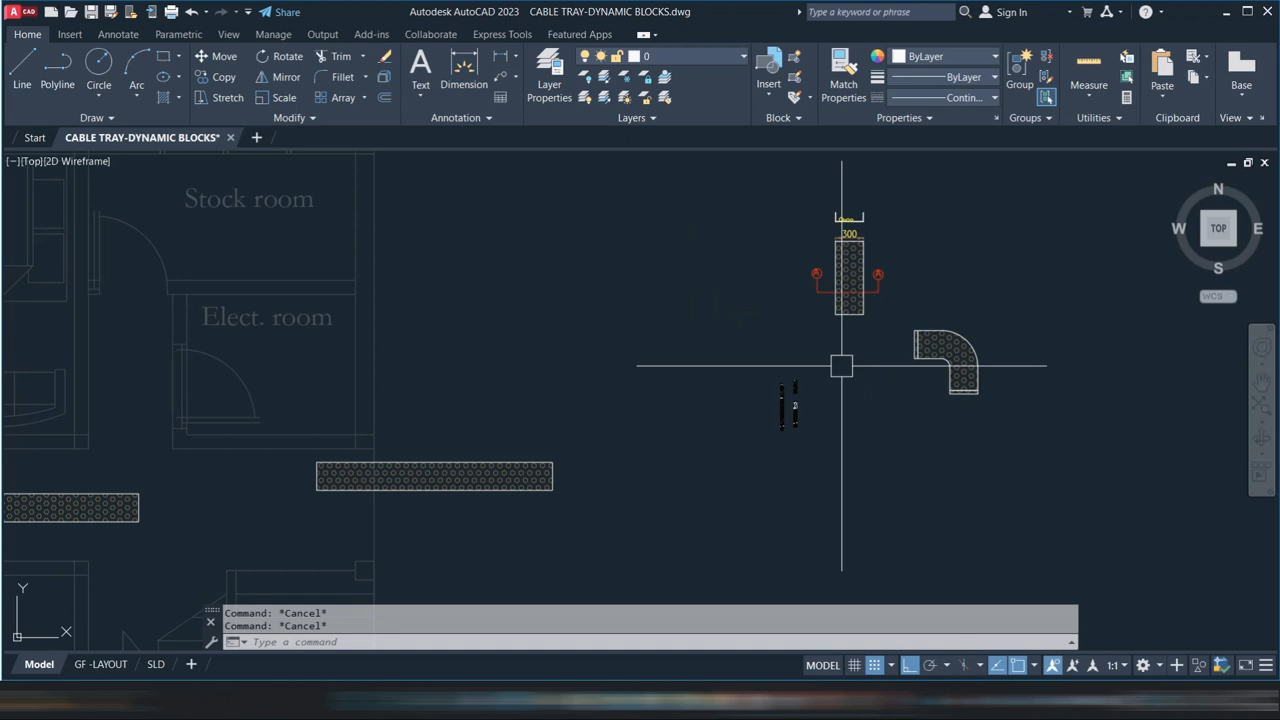 CAD
Share
Autodesk AutoCAD 2023 CABLE TRAY-DYNAMIC BLOCKS.dwg
Type a keyword or phrase
Sign In
Home Insert Annotate Parametric View Manage Output Add-ins Collaborate Express Tools Featured Apps
Line Polyline Circle Arc
Move Rotate Trim
Copy Mirror Fillet
Stretch Scale Array
Text Dimension
Layer Properties
0
Insert
Match Properties
ByLayer
ByLayer
Contin...
Group
Measure
Paste
Base
Draw Modify Annotation Layers Block Properties Groups Utilities Clipboard View
Start CABLE TRAY-DYNAMIC BLOCKS*
[−][Top][2D Wireframe]
Stock room
Elect. room
300
A A
N
W TOP E
S
WCS
Y
X
Command: *Cancel*
Command: *Cancel*
Type a command
Model GF -LAYOUT SLD
MODEL 1:1